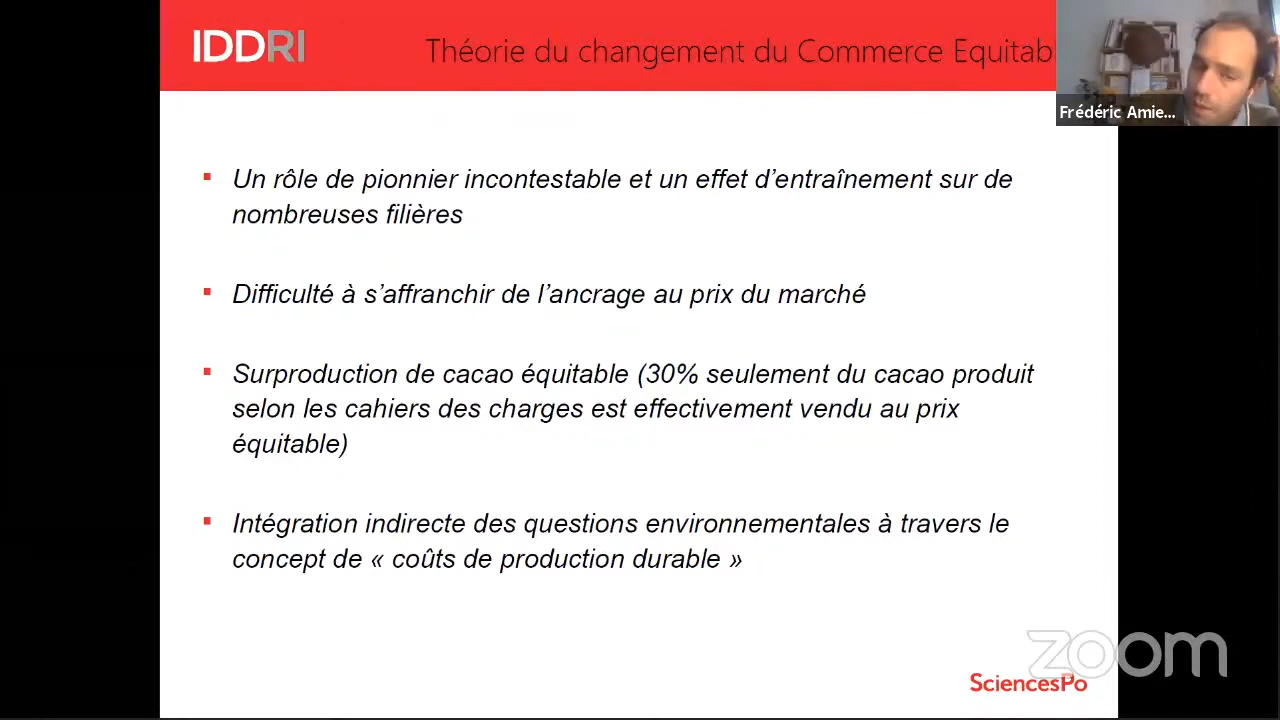 IDDRI
Théorie du changement du Commerce Equitab
Frédéric Amie...
Un rôle de pionnier incontestable et un effet d’entraînement sur de
nombreuses filières
Difficulté à s’affranchir de l’ancrage au prix du marché
Surproduction de cacao équitable (30% seulement du cacao produit
selon les cahiers des charges est effectivement vendu au prix
équitable)
Intégration indirecte des questions environnementales à travers le
concept de « coûts de production durable »
zoom
SciencesPo